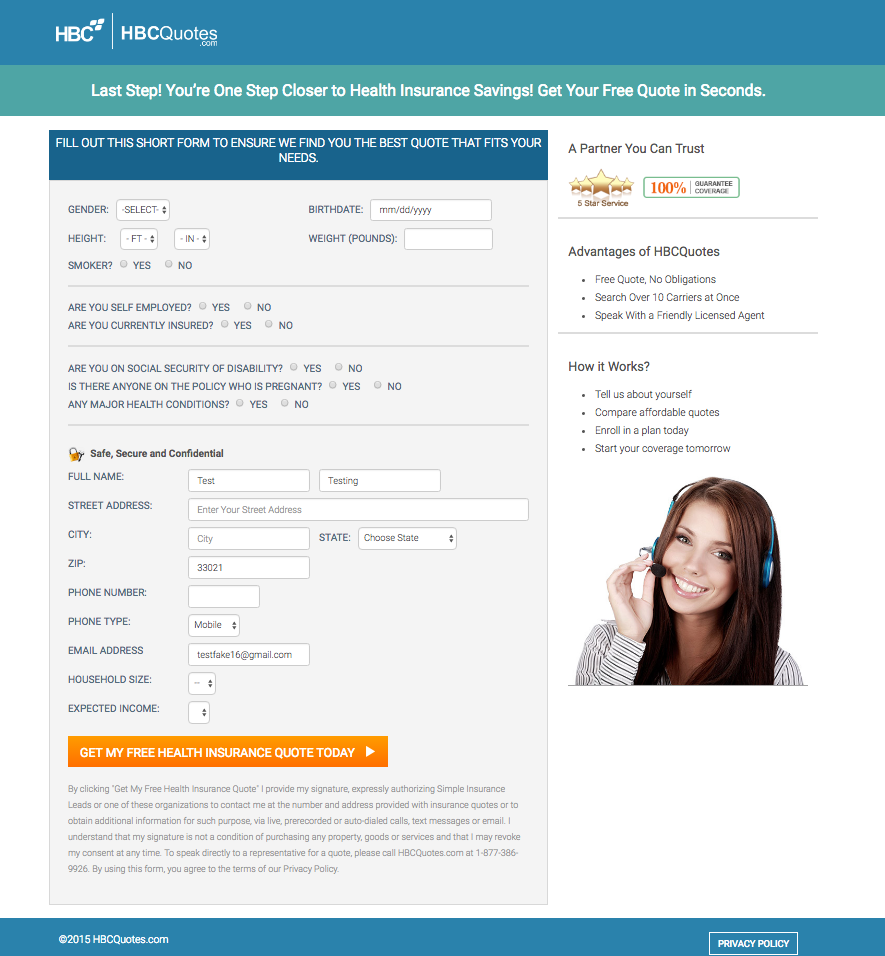 HBC HBCQuotes
.com
Last Step! You're One Step Closer to Health Insurance Savings! Get Your Free Quote in Seconds.
FILL OUT THIS SHORT FORM TO ENSURE WE FIND YOU THE BEST QUOTE THAT FITS YOUR
NEEDS.
GENDER: -SELECT- BIRTHDATE: mm/dd/yyyy
HEIGHT: - FT - - IN - WEIGHT (POUNDS):
SMOKER? YES NO
ARE YOU SELF EMPLOYED? YES NO
ARE YOU CURRENTLY INSURED? YES NO
ARE YOU ON SOCIAL SECURITY OF DISABILITY? YES NO
IS THERE ANYONE ON THE POLICY WHO IS PREGNANT? YES NO
ANY MAJOR HEALTH CONDITIONS? YES NO
Safe, Secure and Confidential
FULL NAME: Test Testing
STREET ADDRESS: Enter Your Street Address
CITY: City STATE: Choose State
ZIP: 33021
PHONE NUMBER:
PHONE TYPE: Mobile
EMAIL ADDRESS testfake16@gmail.com
HOUSEHOLD SIZE: --
EXPECTED INCOME:
GET MY FREE HEALTH INSURANCE QUOTE TODAY
By clicking "Get My Free Health Insurance Quote" I provide my signature, expressly authorizing Simple Insurance
Leads or one of these organizations to contact me at the number and address provided with insurance quotes or to
obtain additional information for such purpose, via live, prerecorded or auto-dialed calls, text messages or email. I
understand that my signature is not a condition of purchasing any property, goods or services and that I may revoke
my consent at any time. To speak directly to a representative for a quote, please call HBCQuotes.com at 1-877-386-
9926. By using this form, you agree to the terms of our Privacy Policy.
A Partner You Can Trust
5 Star Service 100% GUARANTEE
COVERAGE
Advantages of HBCQuotes
Free Quote, No Obligations
Search Over 10 Carriers at Once
Speak With a Friendly Licensed Agent
How it Works?
Tell us about yourself
Compare affordable quotes
Enroll in a plan today
Start your coverage tomorrow
©2015 HBCQuotes.com
PRIVACY POLICY